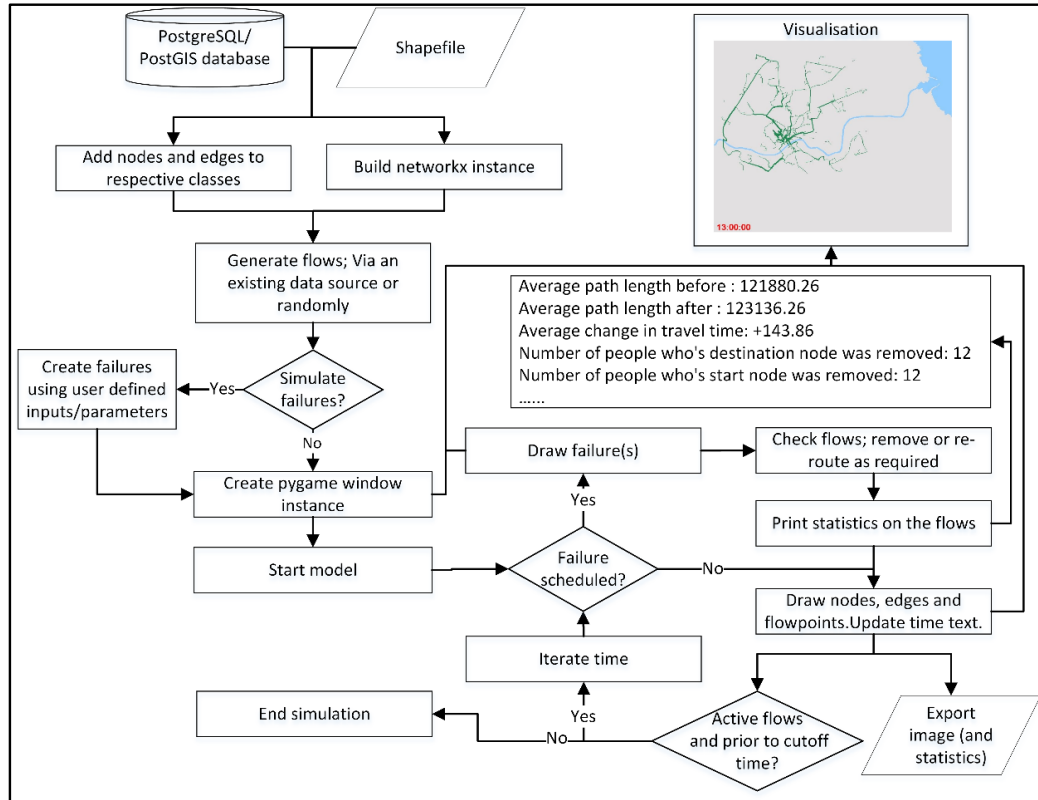 PostgreSQL/
PostGIS database
Shapefile
Visualisation
13:00:00
Add nodes and edges to
respective classes
Build networkx instance
Generate flows; Via an
existing data source or
randomly
Average path length before : 121880.26
Average path length after : 123136.26
Average change in travel time: +143.86
Number of people who's destination node was removed: 12
Number of people who's start node was removed: 12
......
Create failures
using user defined
inputs/parameters
Yes
Simulate
failures?
No
Draw failure(s)
Check flows; remove or re-
route as required
Create pygame window
instance
Yes
Print statistics on the flows
Start model
Failure
scheduled?
No
Draw nodes, edges and
flowpoints.Update time text.
Iterate time
End simulation
Yes
No
Active flows
and prior to cutoff
time?
Export
image (and
statistics)